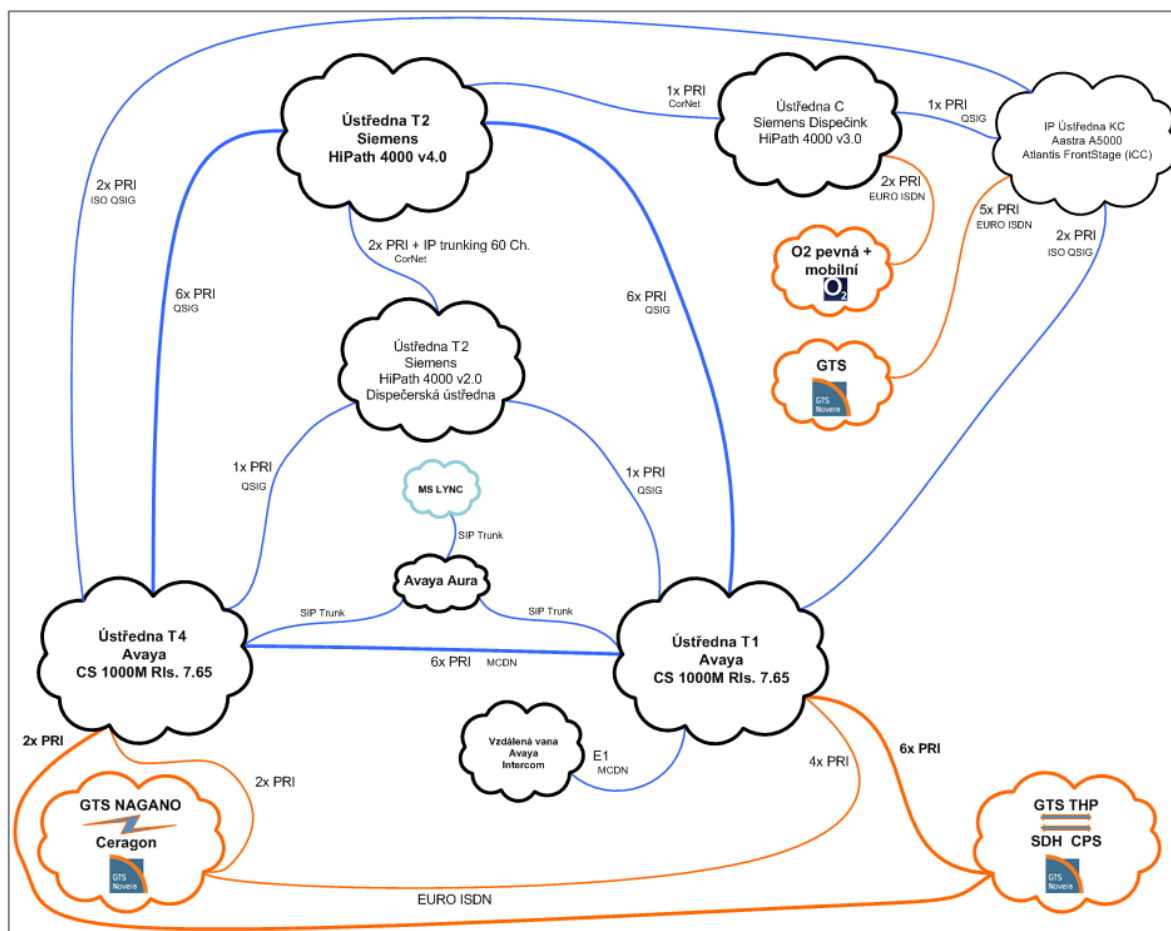 Ústředna T2
Siemens
HiPath 4000 v4.0
1x PRI
CorNet
Ústředna C
Siemens Dispečink
HiPath 4000 v3.0
1x PRI
QSIG
IP Ústředna KC
Aastra A5000
Atlantis FrontStage (iCC)
2x PRI
ISO QSIG
2x PRI
EURO ISDN
5x PRI
EURO ISDN
2x PRI
ISO QSIG
2x PRI + IP trunking 60 Ch.
CorNet
O2 pevná +
mobilní
O2
6x PRI
QSIG
6x PRI
QSIG
Ústředna T2
Siemens
HiPath 4000 v2.0
Dispečerská ústředna
GTS
GTS
Novera
1x PRI
QSIG
1x PRI
QSIG
MS LYNC
SIP Trunk
Avaya Aura
SIP Trunk
SIP Trunk
Ústředna T4
Avaya
CS 1000M Rls. 7.65
6x PRI
MCDN
Ústředna T1
Avaya
CS 1000M Rls. 7.65
2x PRI
2x PRI
Vzdálená vana
Avaya
Intercom
E1
MCDN
4x PRI
6x PRI
GTS NAGANO
Ceragon
GTS
Novera
GTS THP
SDH CPS
GTS
Novera
EURO ISDN